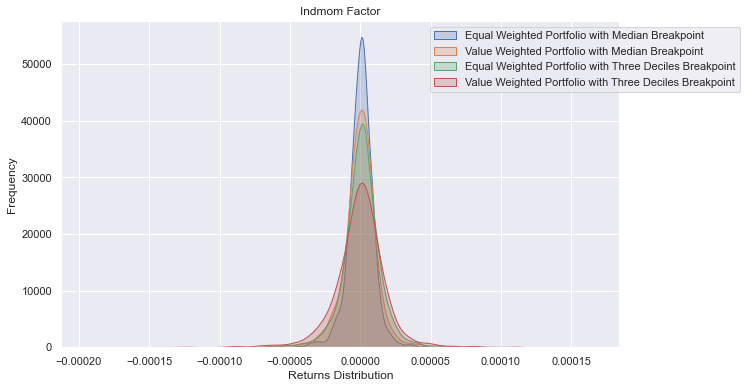 Indmom Factor
Equal Weighted Portfolio with Median Breakpoint
Value Weighted Portfolio with Median Breakpoint
Equal Weighted Portfolio with Three Deciles Breakpoint
Value Weighted Portfolio with Three Deciles Breakpoint
50000
40000
30000
20000
10000
0
Frequency
−0.00020 −0.00015 −0.00010 −0.00005 0.00000 0.00005 0.00010 0.00015
Returns Distribution